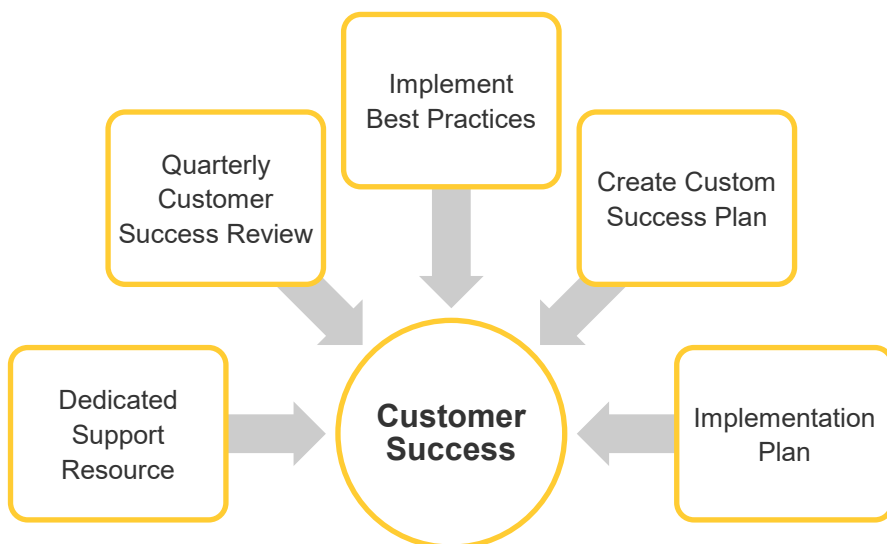 Implement
Best Practices
Quarterly
Customer
Success Review
Create Custom
Success Plan
Dedicated
Support
Resource
Customer
Success
Implementation
Plan